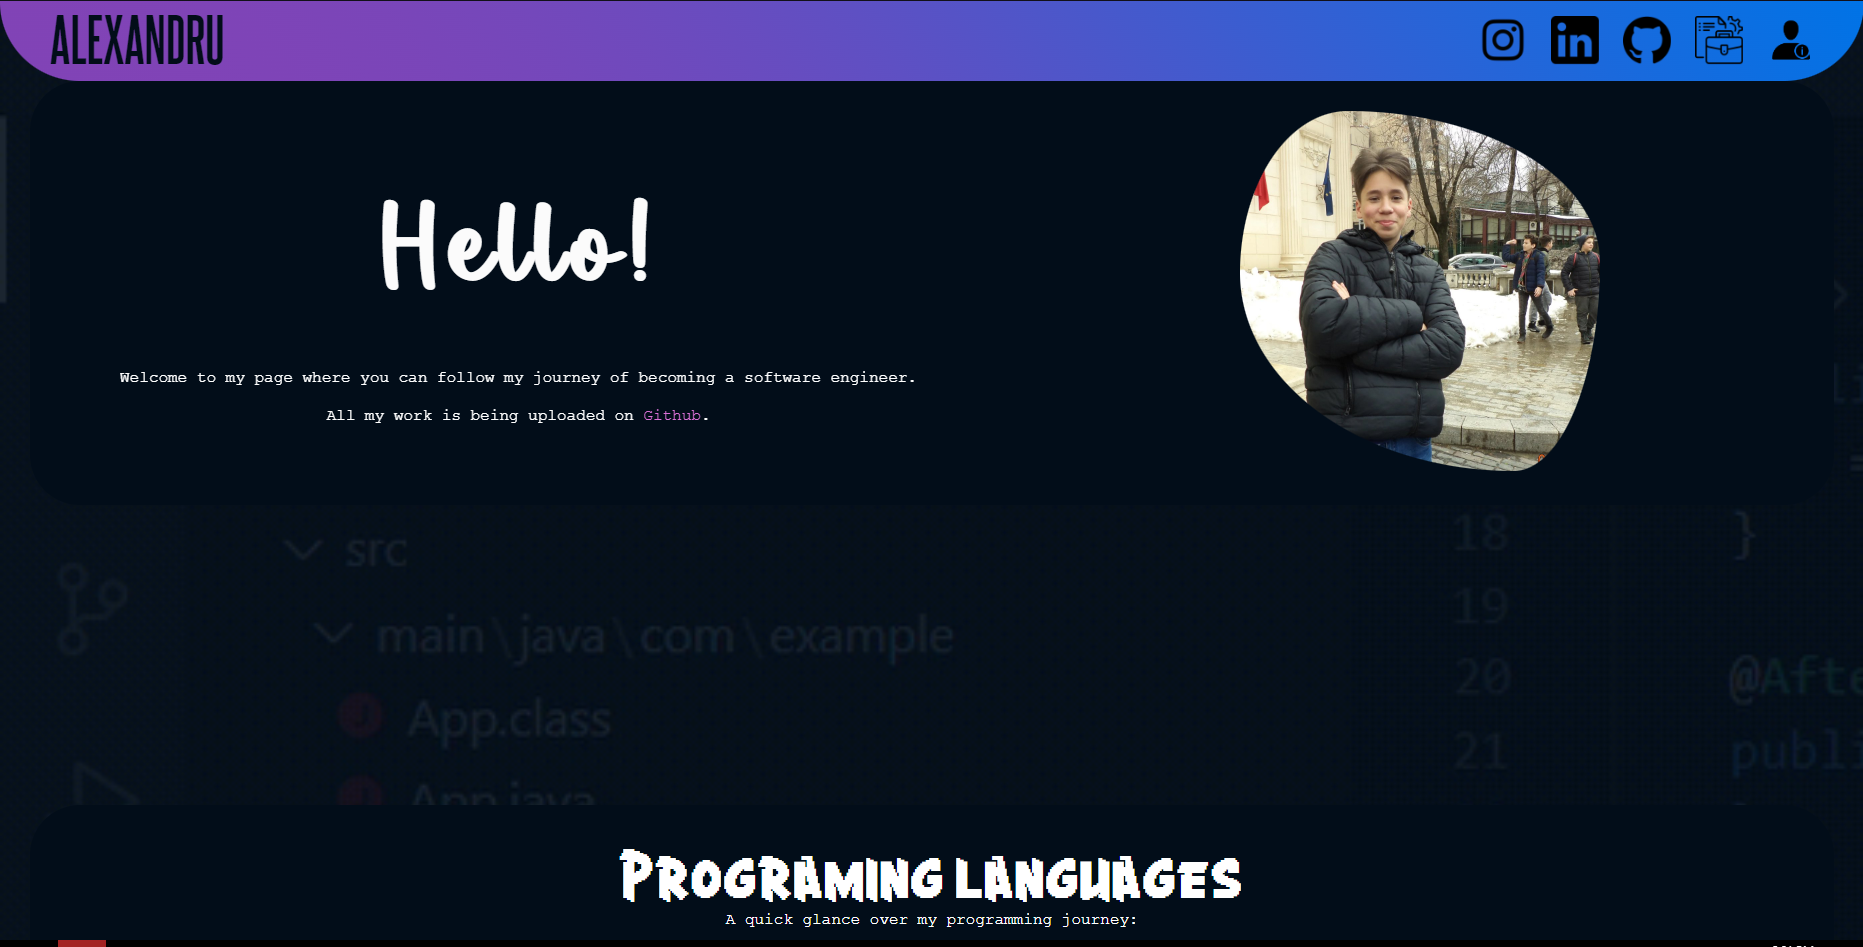 ALEXANDRU
Hello!
Welcome to my page where you can follow my journey of becoming a software engineer.
All my work is being uploaded on Github.
src
main\java\com\example
App.class
App.java
18 }
19
20 @Afte
21 publi
PROGRAMING LANGUAGES
A quick glance over my programming journey: